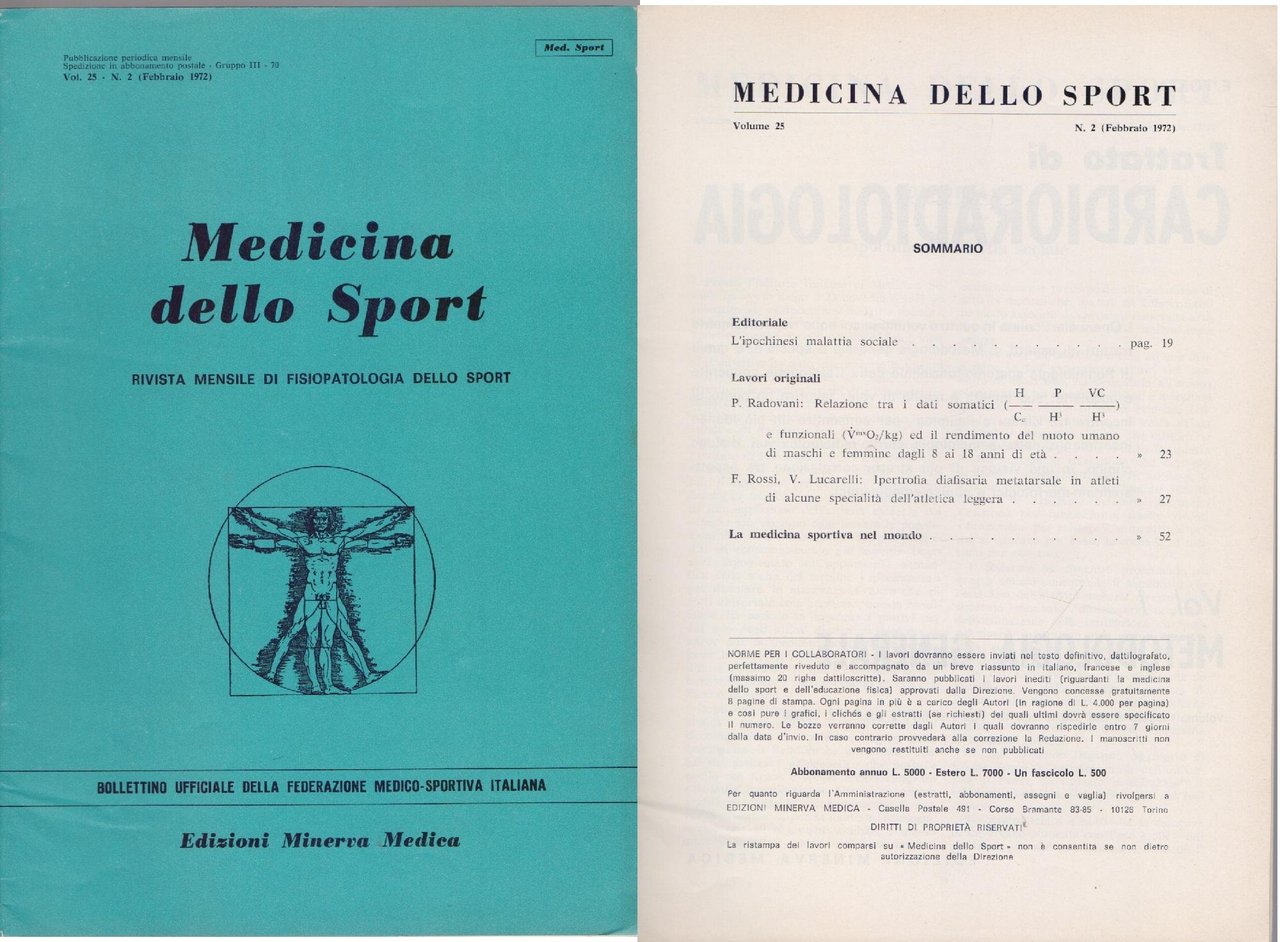 Med. Sport
Pubblicazione periodica mensile
Spedizione in abbonamento postale - Gruppo III - 70
Vol. 25 - N. 2 (Febbraio 1972)
Medicina
dello Sport
RIVISTA MENSILE DI FISIOPATOLOGIA DELLO SPORT
BOLLETTINO UFFICIALE DELLA FEDERAZIONE MEDICO-SPORTIVA ITALIANA
Edizioni Minerva Medica
MEDICINA DELLO SPORT
Volume 25 N. 2 (Febbraio 1972)
Trattato di
CARDIORADIOLOGIA
SOMMARIO
Editoriale
L'ipochinesi malattia sociale . . . . . . . . . . . pag. 19
Lavori originali
H P VC
P. Radovani: Relazione tra i dati somatici (—— —— ——)
H³ H³
e funzionali (V̇ᵐˣO₂/kg) ed il rendimento del nuoto umano
di maschi e femmine dagli 8 ai 18 anni di età . . . . » 23
F. Rossi, V. Lucarelli: Ipertrofia diafisaria metatarsale in atleti
di alcune specialità dell'atletica leggera . . . . . . » 27
La medicina sportiva nel mondo . . . . . . . . . . » 52
Vol. I
NORME PER I COLLABORATORI - I lavori dovranno essere inviati nel testo definitivo, dattilografato,
perfettamente riveduto e accompagnato da un breve riassunto in italiano, francese e inglese
(massimo 20 righe dattiloscritte). Saranno pubblicati i lavori inediti (riguardanti la medicina
dello sport e dell'educazione fisica) approvati dalla Direzione. Vengono concesse gratuitamente
8 pagine di stampa. Ogni pagina in più è a carico degli Autori (in ragione di L. 4.000 per pagina)
e così pure i grafici, i clichés e gli estratti (se richiesti) dei quali ultimi dovrà essere specificato
il numero. Le bozze verranno corrette dagli Autori i quali dovranno rispedirle entro 7 giorni
dalla data d'invio. In caso contrario provvederà alla correzione la Redazione. I manoscritti non
vengono restituiti anche se non pubblicati
Abbonamento annuo L. 5000 - Estero L. 7000 - Un fascicolo L. 500
Per quanto riguarda l'Amministrazione (estratti, abbonamenti, assegni e vaglia) rivolgersi a
EDIZIONI MINERVA MEDICA - Casella Postale 491 - Corso Bramante 83-85 - 10126 Torino
DIRITTI DI PROPRIETÀ RISERVATI
La ristampa dei lavori comparsi su « Medicina dello Sport » non è consentita se non dietro
autorizzazione della Direzione